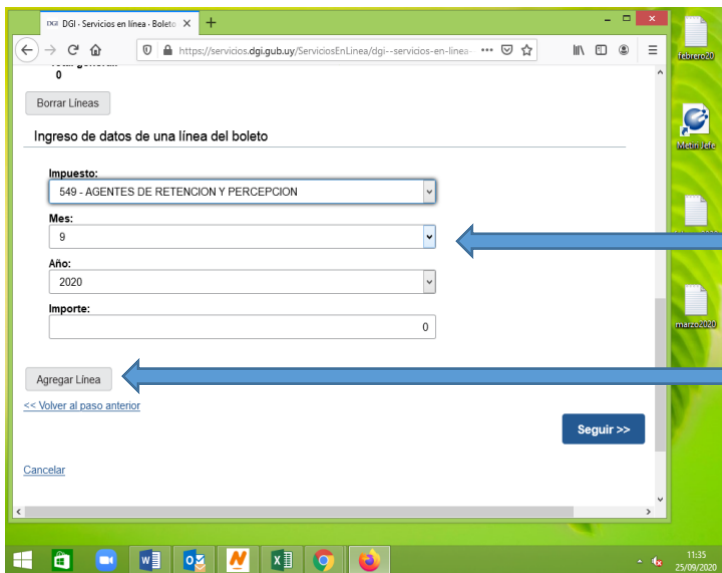 DGI DGI - Servicios en línea - Boleto
https://servicios.dgi.gub.uy/ServiciosEnLinea/dgi--servicios-en-linea-
febrero20
0
Borrar Líneas
Ingreso de datos de una línea del boleto
Impuesto:
549 - AGENTES DE RETENCION Y PERCEPCION
Mes:
9
Año:
2020
Importe:
0
marzo2020
Agregar Línea
<< Volver al paso anterior
Seguir >>
Cancelar
11:35
25/09/2020